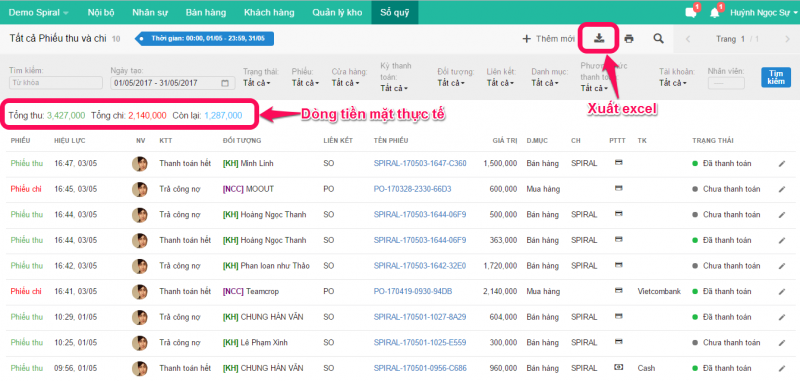 Demo Spiral Nội bộ Nhân sự Bán hàng Khách hàng Quản lý kho Sổ quỹ 1 1 Huỳnh Ngọc Sự
Tất cả Phiếu thu và chi 10 Thời gian: 00:00, 01/05 - 23:59, 31/05 + Thêm mới Trang 1 / 1
Tìm kiếm: Ngày tạo: Trạng thái: Phiếu: Cửa hàng: Kỳ thanh toán: Đối tượng: Liên kết: Danh mục: Phương thức thanh toán: Tài khoản: Nhân viên:
Từ khóa 01/05/2017 - 31/05/2017 Tất cả Tất cả Tất cả Tất cả Tất cả Tất cả Tất cả Tất cả Tất cả Tìm kiếm
Xuất excel
Tổng thu: 3,427,000 Tổng chi: 2,140,000 Còn lại: 1,287,000 Dòng tiền mặt thực tế
PHIẾU HIỆU LỰC NV KTT ĐỐI TƯỢNG LIÊN KẾT TÊN PHIẾU GIÁ TRỊ D.MỤC CH PTTT TK TRẠNG THÁI
Phiếu thu 16:47, 03/05 Thanh toán hết [KH] Minh Linh SO SPIRAL-170503-1647-C360 1,500,000 Bán hàng SPIRAL Đã thanh toán
Phiếu chi 16:45, 03/05 Trả công nợ [NCC] MOOUT PO PO-170328-2330-66D3 600,000 Mua hàng Chưa thanh toán
Phiếu thu 16:44, 03/05 Trả công nợ [KH] Hoàng Ngọc Thanh SO SPIRAL-170503-1644-06F9 500,000 Bán hàng SPIRAL Chưa thanh toán
Phiếu thu 16:44, 03/05 Thanh toán hết [KH] Hoàng Ngọc Thanh SO SPIRAL-170503-1644-06F9 363,000 Bán hàng SPIRAL Đã thanh toán
Phiếu thu 16:42, 03/05 Trả công nợ [KH] Phan loan như Thảo SO SPIRAL-170503-1642-32E0 1,720,000 Bán hàng SPIRAL Chưa thanh toán
Phiếu chi 16:41, 03/05 Thanh toán hết [NCC] Teamcrop PO PO-170419-0930-94DB 2,140,000 Mua hàng Vietcombank Đã thanh toán
Phiếu thu 10:29, 01/05 Trả công nợ [KH] CHUNG HÁN VĂN SO SPIRAL-170501-1027-8A29 604,000 Bán hàng SPIRAL Đã thanh toán
Phiếu thu 10:25, 01/05 Trả công nợ [KH] Lê Phạm Xinh SO SPIRAL-170501-1025-E559 300,000 Bán hàng SPIRAL Chưa thanh toán
Phiếu thu 09:56, 01/05 Thanh toán hết [KH] CHUNG HÁN VĂN SO SPIRAL-170501-0956-C686 960,000 Bán hàng SPIRAL Cash Đã thanh toán